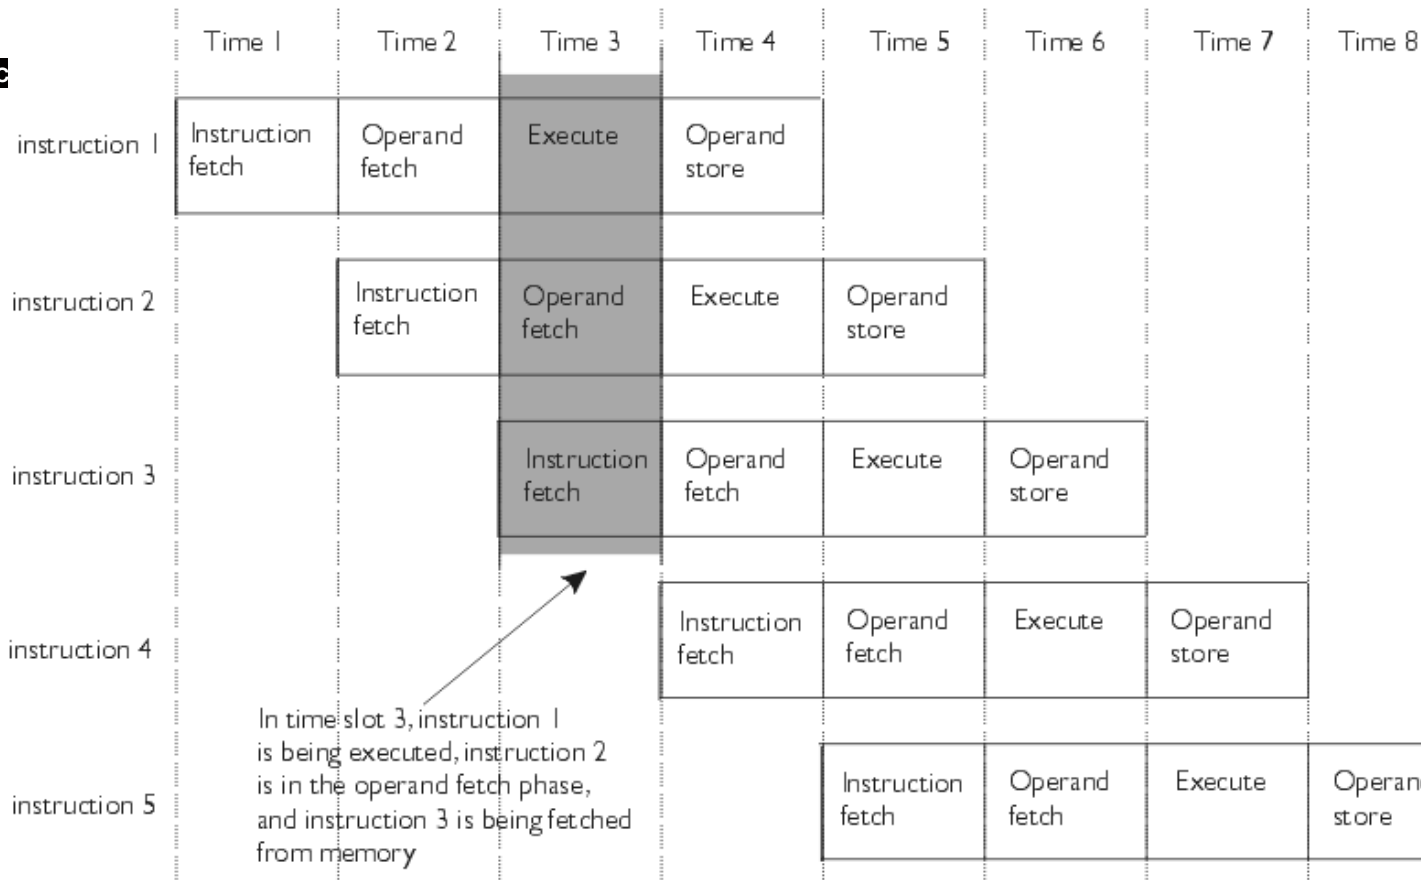 Time 1 Time 2 Time 3 Time 4 Time 5 Time 6 Time 7 Time 8
c
instruction 1
Instruction
fetch
Operand
fetch
Execute
Operand
store
instruction 2
Instruction
fetch
Operand
fetch
Execute
Operand
store
instruction 3
Instruction
fetch
Operand
fetch
Execute
Operand
store
instruction 4
Instruction
fetch
Operand
fetch
Execute
Operand
store
In time slot 3, instruction 1
is being executed, instruction 2
is in the operand fetch phase,
and instruction 3 is being fetched
from memory
instruction 5
Instruction
fetch
Operand
fetch
Execute
Operan
store